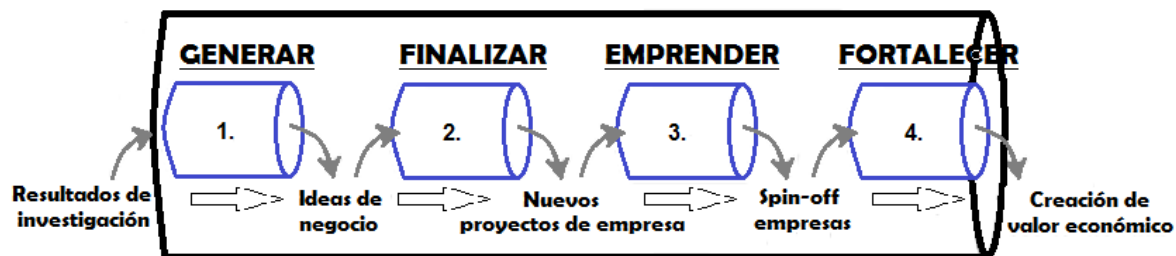 GENERAR
FINALIZAR
EMPRENDER
FORTALECER
1.
2.
3.
4.
Resultados de
investigación
Ideas de
negocio
Nuevos
proyectos de empresa
Spin-off
empresas
Creación de
valor económico